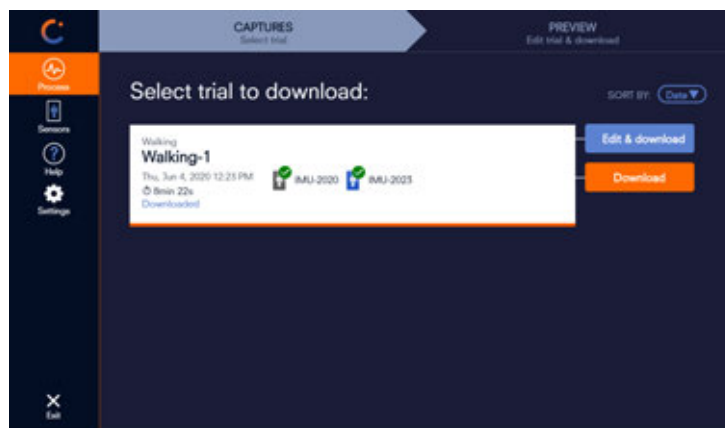 CAPTURES
Select trial
PREVIEW
Edit trial & download
Process
Sensors
Help
Settings
Exit
Select trial to download:
SORT BY: Date▼
Walking
Walking-1
Thu, Jun 4, 2020 12:23 PM
8min 22s
Downloaded
IMU-2020
IMU-2023
Edit & download
Download